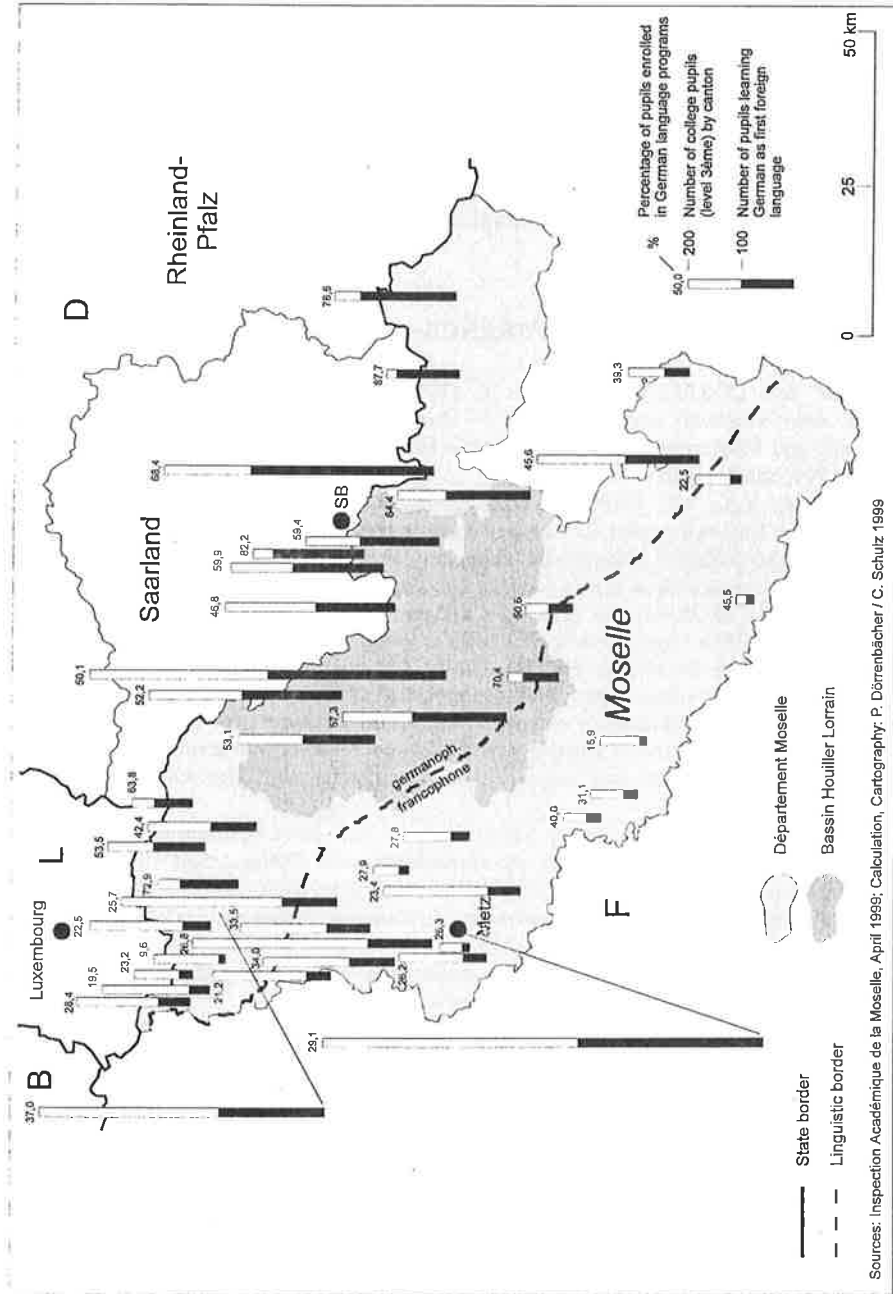 B
L
D
Luxembourg
Rheinland-
Pfalz
Saarland
SB
37,0
28,4
19,5
23,2
9,6
22,5
25,7
72,9
53,5
42,4
63,8
21,2
34,0
33,5
26,2
26,3
Metz
29,1
23,4
27,9
27,8
germanoph.
francophone
53,1
57,3
52,2
50,1
46,8
59,9
82,2
59,4
68,4
64,4
87,7
70,4
Moselle
40,0
31,1
15,9
45,5
22,5
45,6
39,3
F
%
50,0
Percentage of pupils enrolled
in German language programs
200
Number of college pupils
(level 3ème) by canton
100
Number of pupils learning
German as first foreign
language
0
25
50 km
State border
Linguistic border
Département Moselle
Bassin Houiller Lorrain
Sources: Inspection Académique de la Moselle, April 1999; Calculation, Cartography: P. Dörrenbächer / C. Schulz 1999